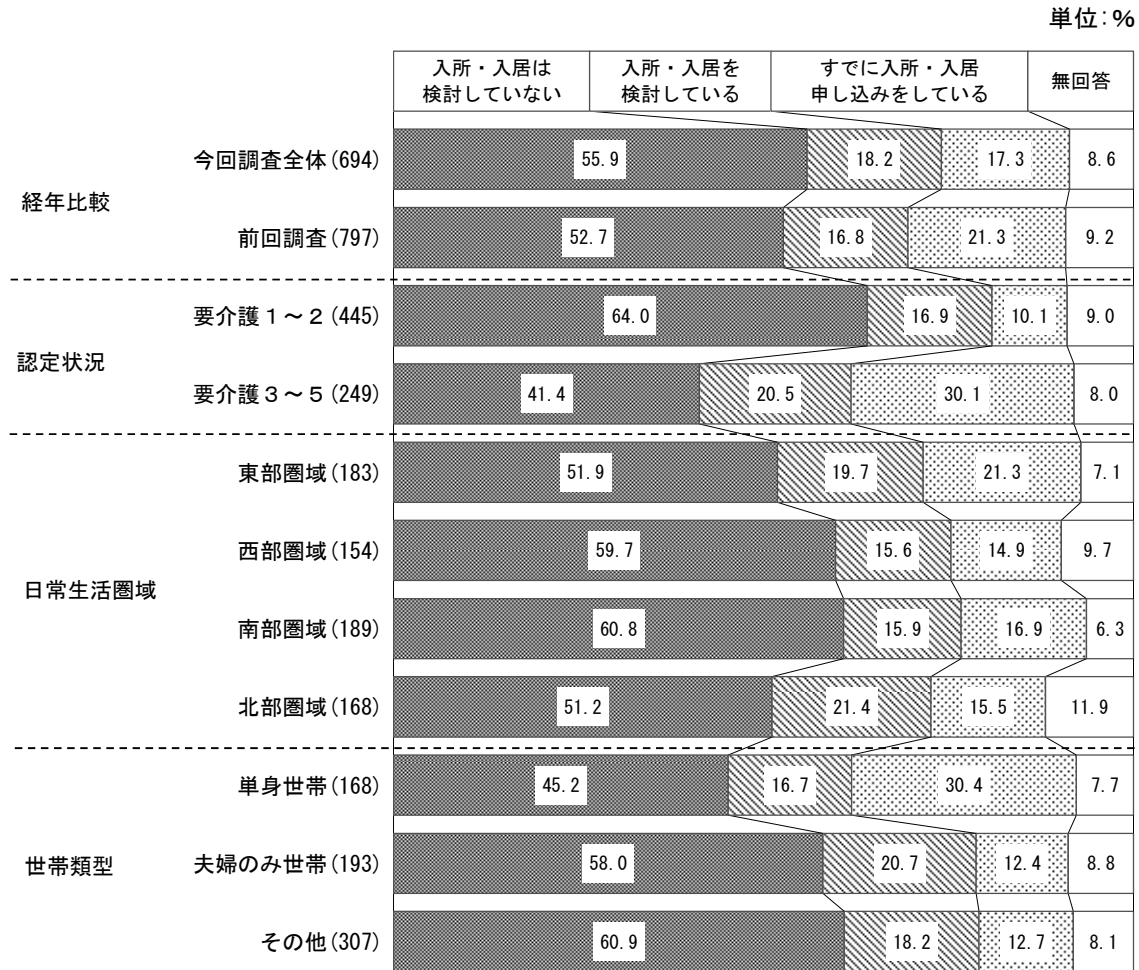 単位：%
入所・入居は
検討していない
入所・入居を
検討している
すでに入所・入居
申し込みをしている
無回答
経年比較
今回調査全体(694) 55.9 18.2 17.3 8.6
前回調査(797) 52.7 16.8 21.3 9.2
認定状況
要介護１～２(445) 64.0 16.9 10.1 9.0
要介護３～５(249) 41.4 20.5 30.1 8.0
日常生活圏域
東部圏域(183) 51.9 19.7 21.3 7.1
西部圏域(154) 59.7 15.6 14.9 9.7
南部圏域(189) 60.8 15.9 16.9 6.3
北部圏域(168) 51.2 21.4 15.5 11.9
世帯類型
単身世帯(168) 45.2 16.7 30.4 7.7
夫婦のみ世帯(193) 58.0 20.7 12.4 8.8
その他(307) 60.9 18.2 12.7 8.1